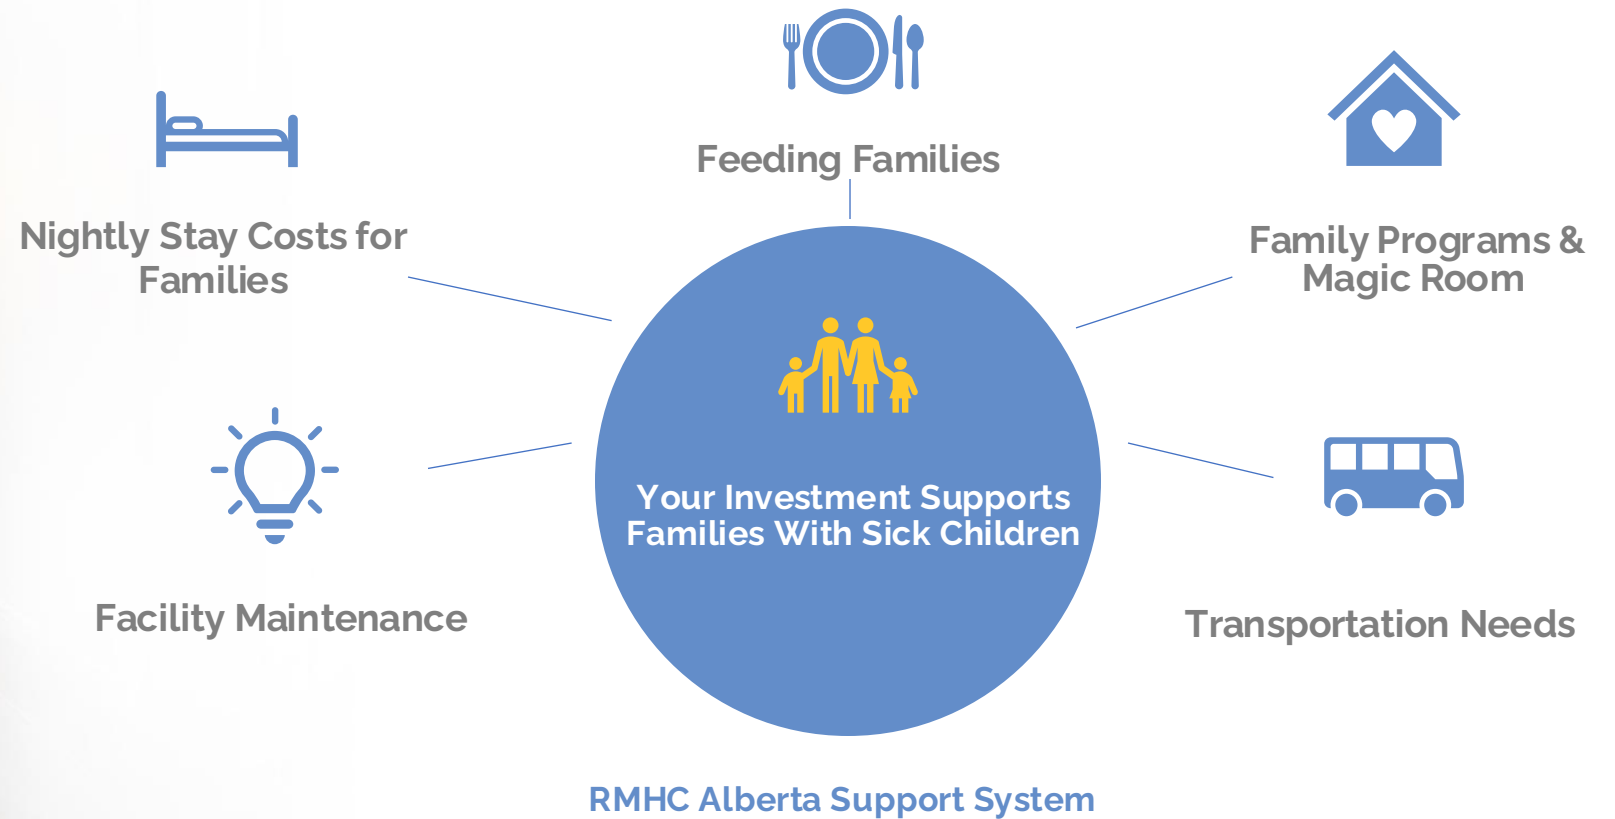 Feeding Families
Nightly Stay Costs for
Families
Family Programs &
Magic Room
Your Investment Supports
Families With Sick Children
Facility Maintenance
Transportation Needs
RMHC Alberta Support System